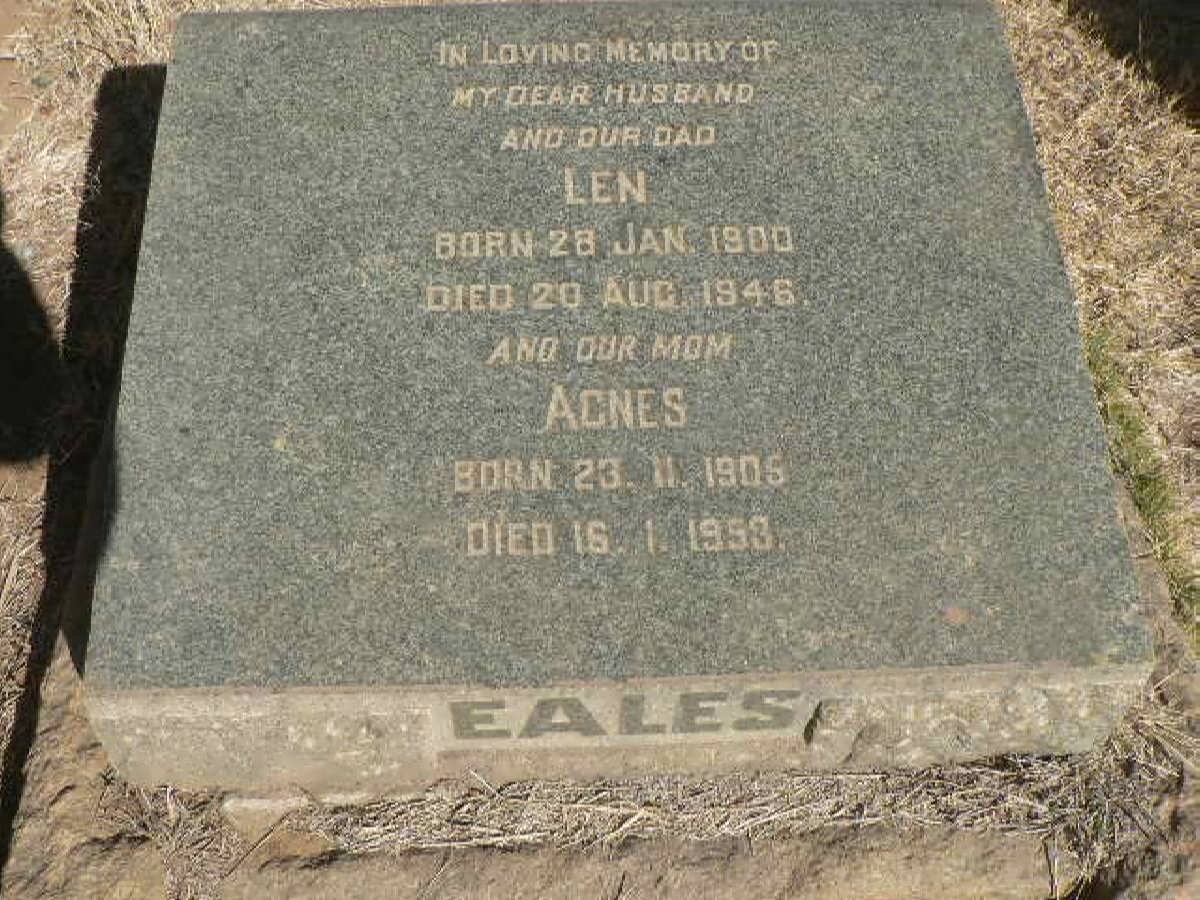 IN LOVING MEMORY OF
MY DEAR HUSBAND
AND OUR DAD
LEN
BORN 28 JAN. 1900
DIED 20 AUG. 1946.
AND OUR MOM
AGNES
BORN 23. 11. 1905
DIED 16. 1. 1953.
EALES